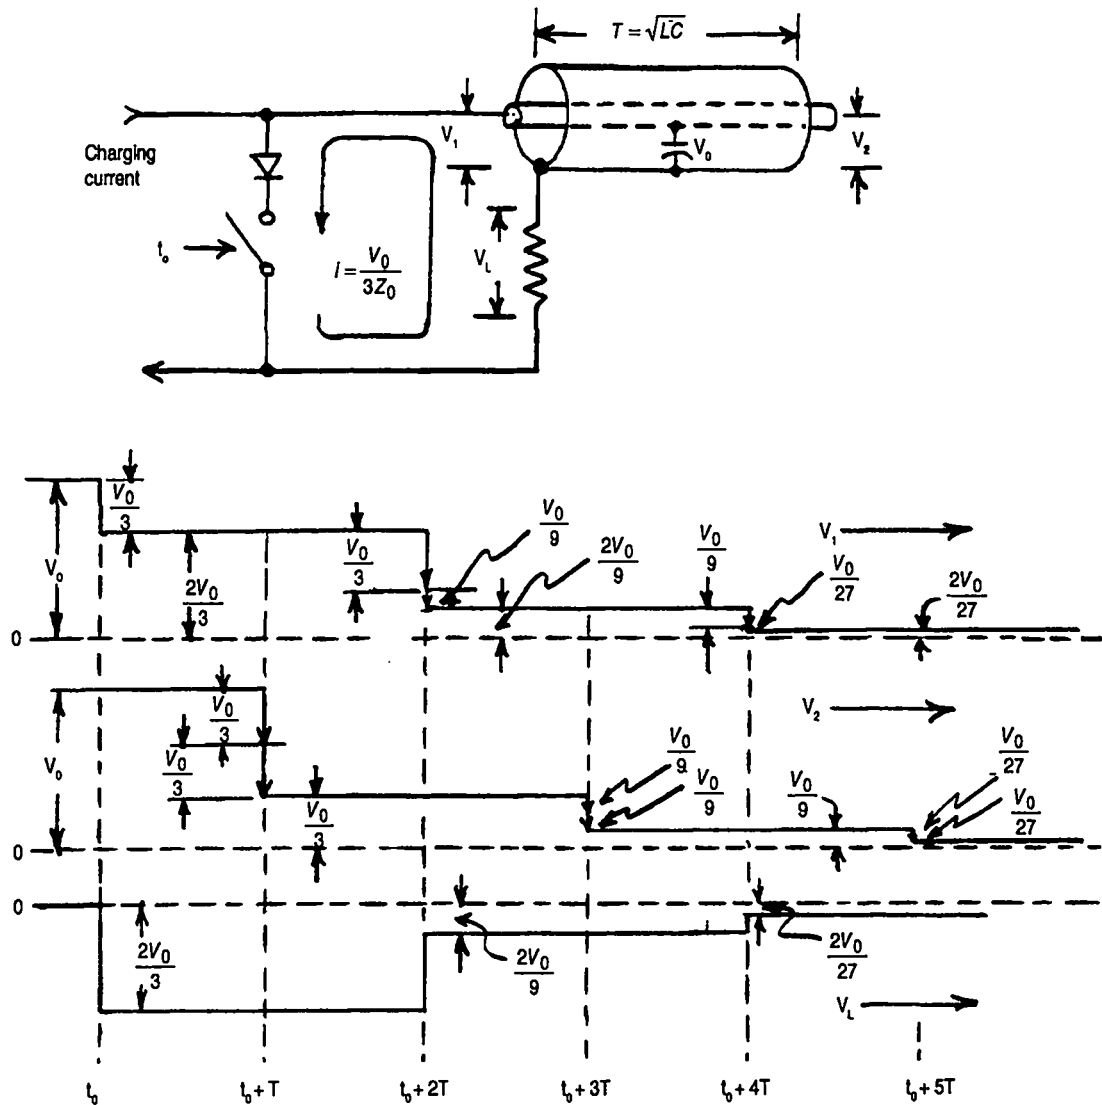 T = √LC
V₁
V₀
V₂
Charging
current
t₀
V_L
i = V₀/3Z₀
V₀/3
V₀
2V₀/3
V₀/3
V₀/9
2V₀/9
V₀/9
V₀/27
2V₀/27
V₁
0
V₀/3
V₀/3
V₀
V₀/3
V₀/9
V₀/9
V₀/9
V₀/27
V₀/27
V₂
0
0
2V₀/3
2V₀/9
2V₀/27
V_L
t₀
t₀ + T
t₀ + 2T
t₀ + 3T
t₀ + 4T
t₀ + 5T